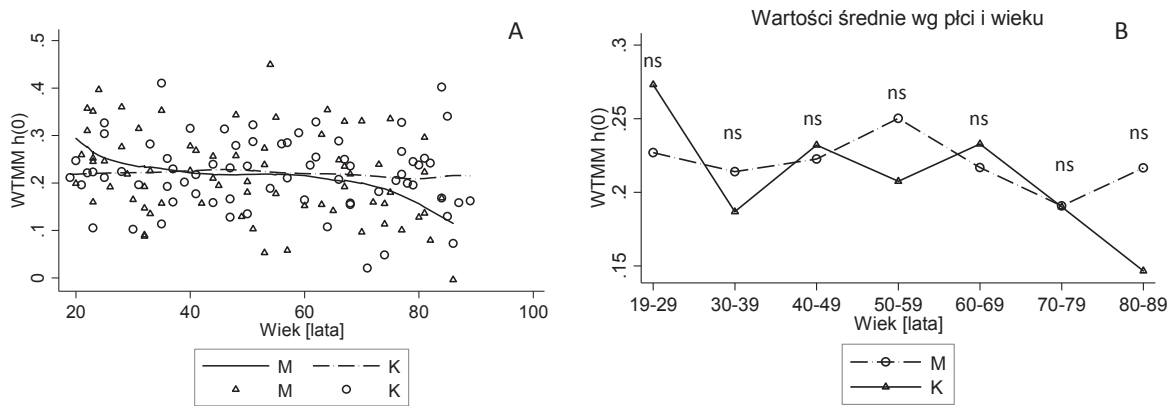 A
WTMM h(0)
.5
.4
.3
.2
.1
0
20
40
60
80
100
Wiek [lata]
M
K
M
K
Wartości średnie wg płci i wieku
B
WTMM h(0)
.3
.25
.2
.15
ns
ns
ns
ns
ns
ns
ns
19-29
30-39
40-49
50-59
60-69
70-79
80-89
Wiek [lata]
M
K